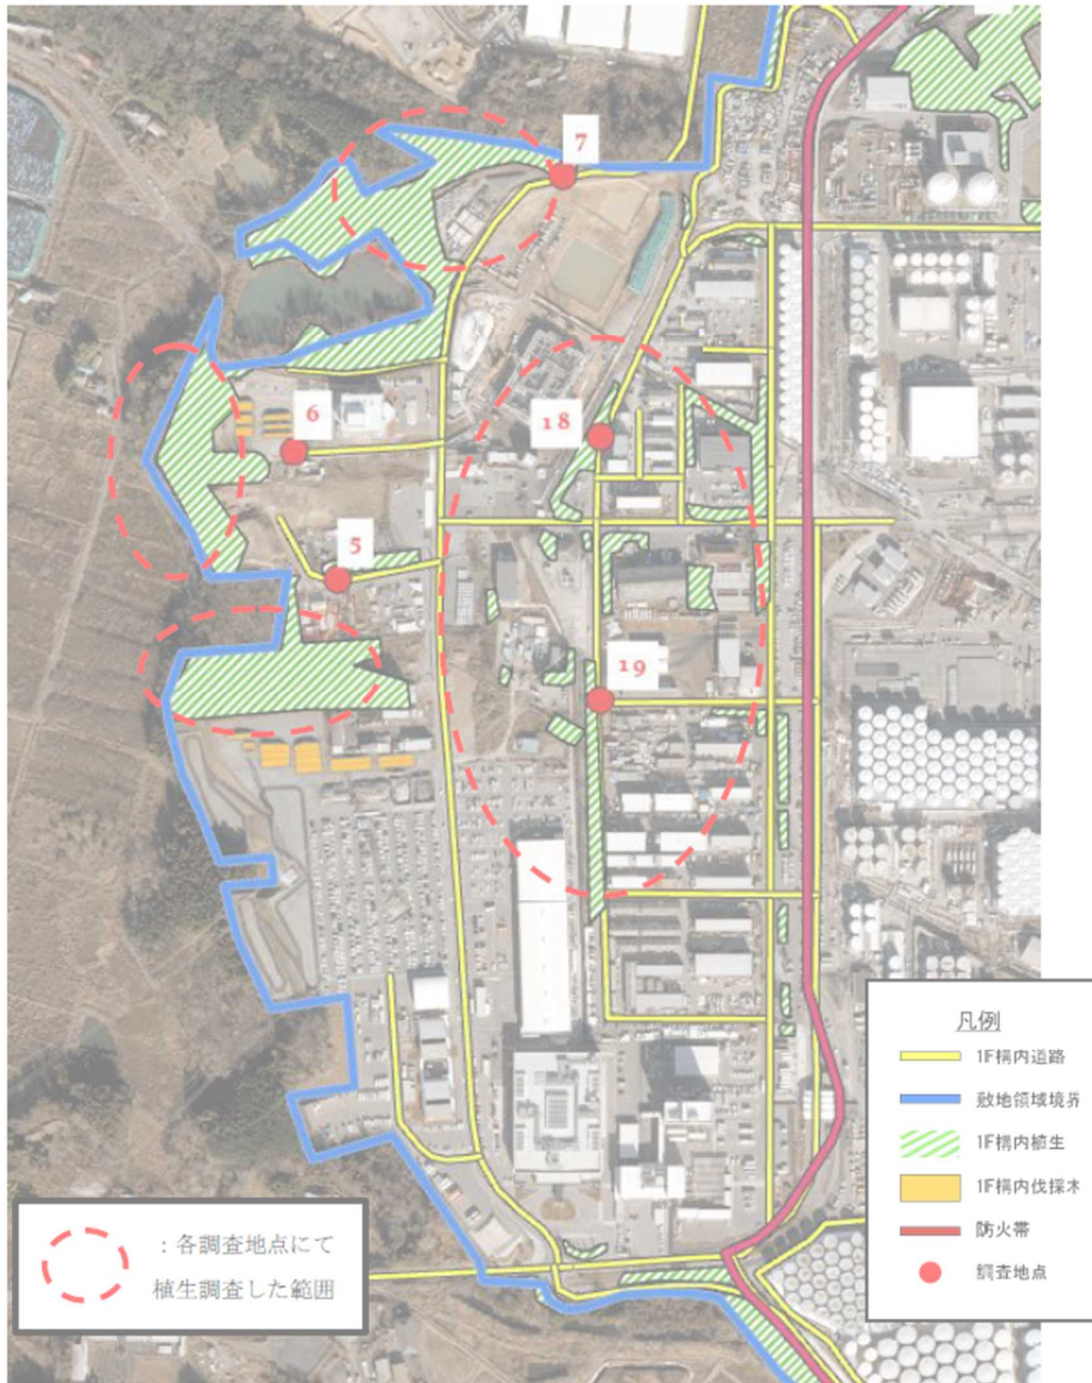 7
6
18
5
19
凡例
1F構内道路
敷地領域境界
1F構内植生
1F構内伐採木
防火帯
調査地点
：各調査地点にて
植生調査した範囲